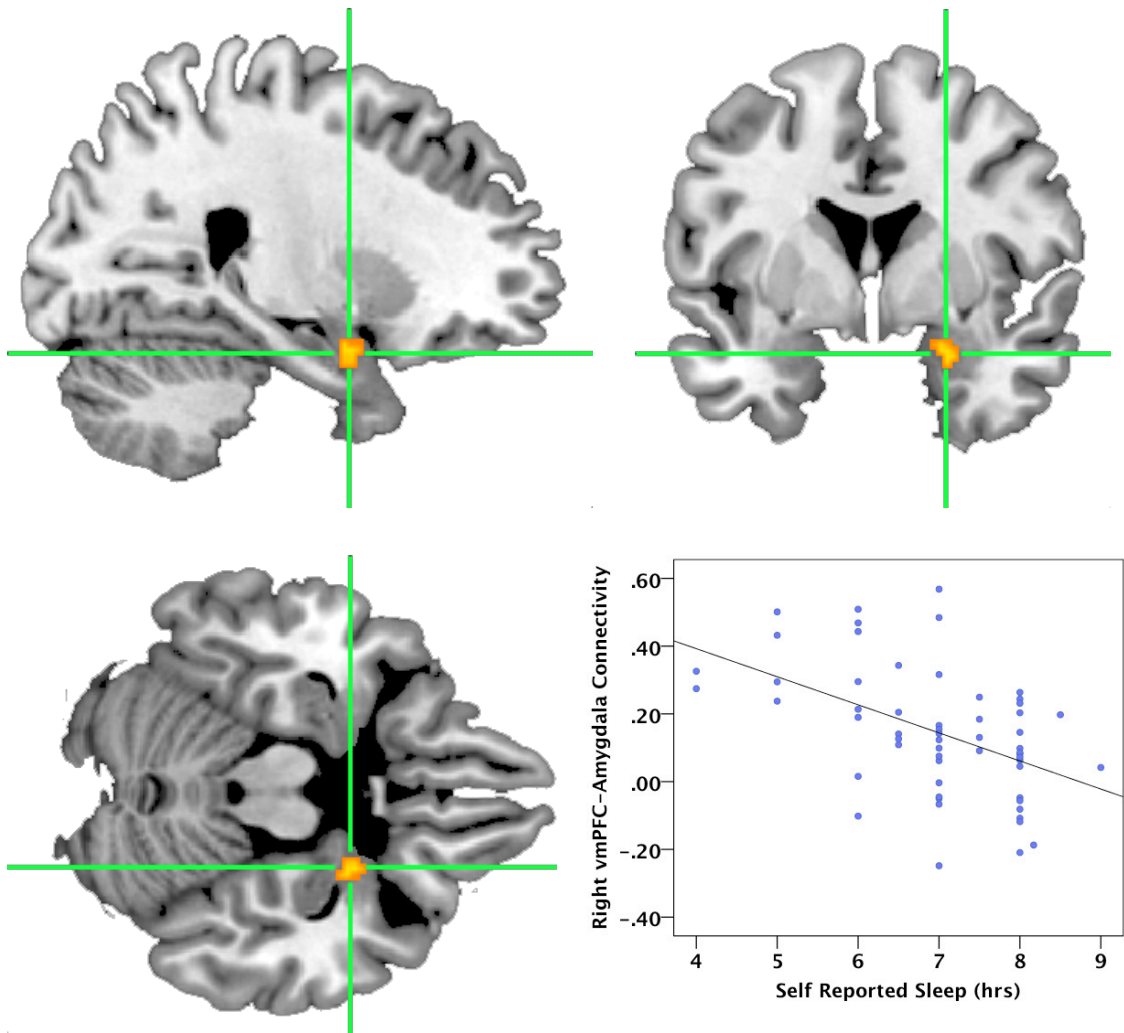 .60
.40
.20
.00
-.20
-.40
Right vmPFC-Amygdala Connectivity
4 5 6 7 8 9
Self Reported Sleep (hrs)